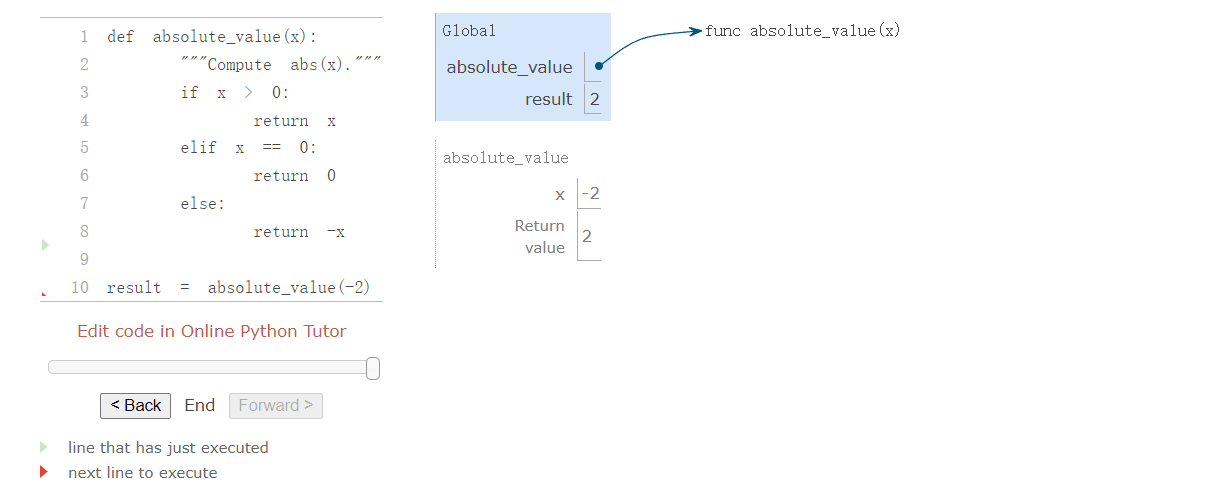 1 def absolute_value(x):
2 """Compute abs(x)."""
3 if x > 0:
4 return x
5 elif x == 0:
6 return 0
7 else:
8 return -x
9
10 result = absolute_value(-2)
Edit code in Online Python Tutor
< Back End Forward >
line that has just executed
next line to execute
Global
absolute_value
result 2
func absolute_value(x)
absolute_value
x -2
Return
value 2